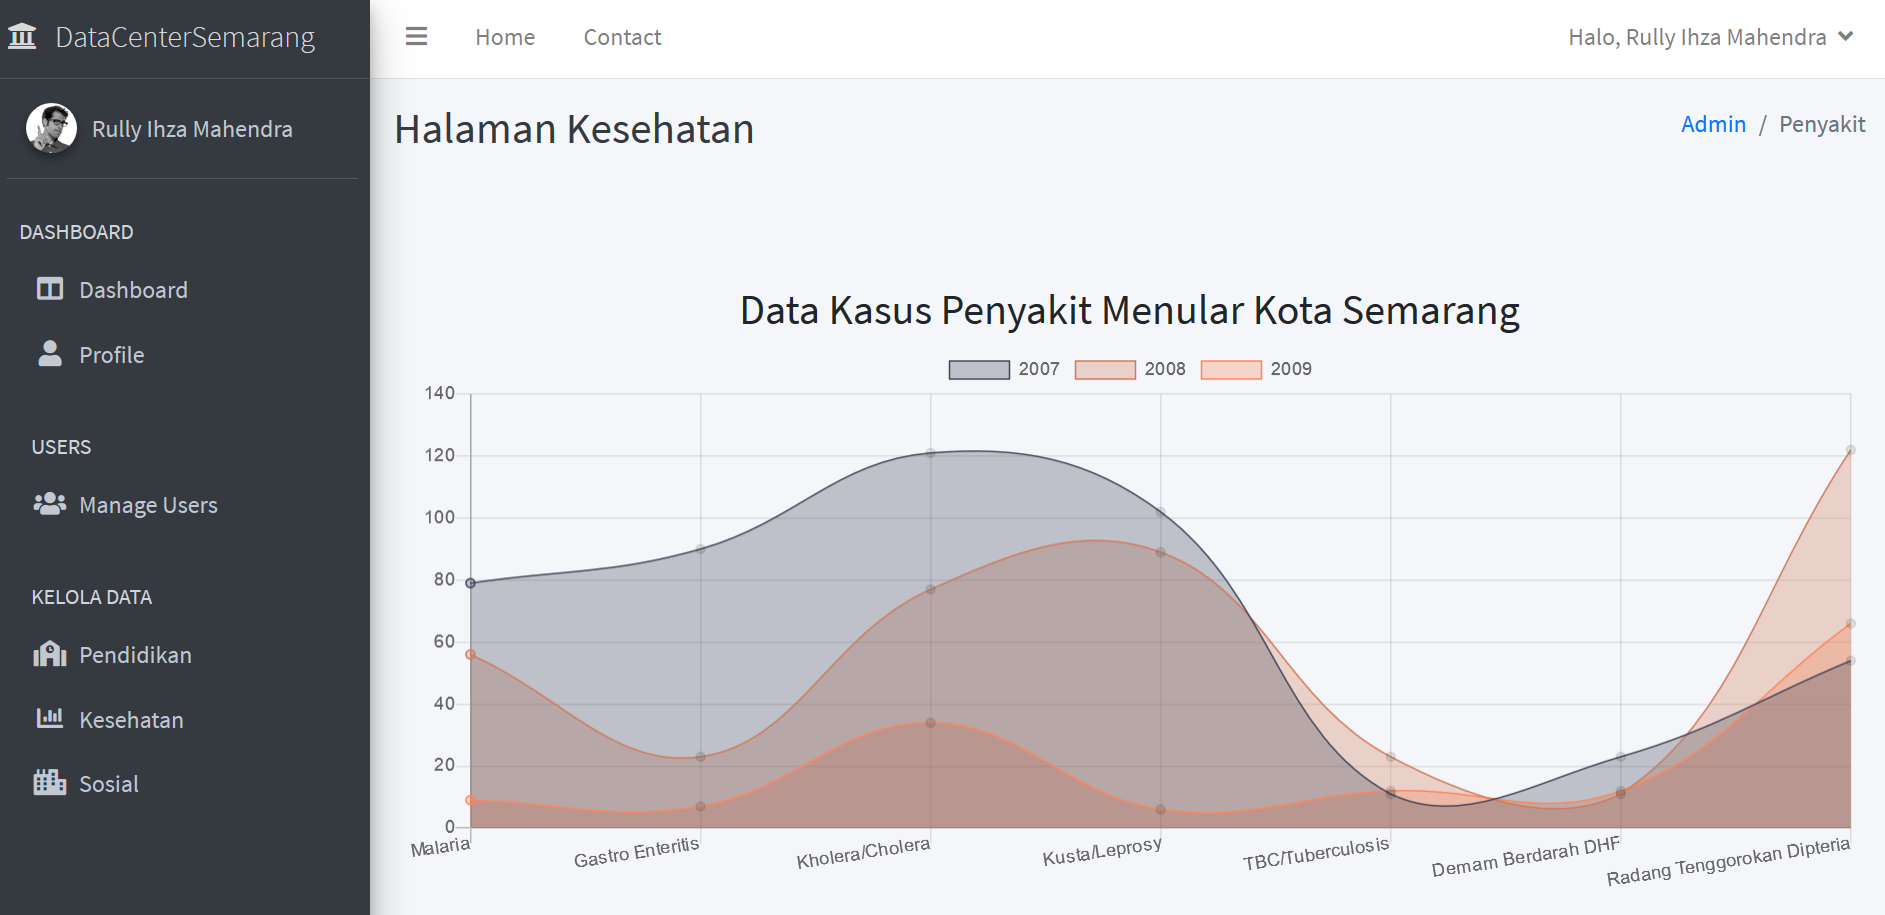 DataCenterSemarang
Home
Contact
Halo, Rully Ihza Mahendra
Rully Ihza Mahendra
DASHBOARD
Dashboard
Profile
USERS
Manage Users
KELOLA DATA
Pendidikan
Kesehatan
Sosial
Halaman Kesehatan
Admin / Penyakit
Data Kasus Penyakit Menular Kota Semarang
2007 2008 2009
140
120
100
80
60
40
20
0
Malaria
Gastro Enteritis
Kholera/Cholera
Kusta/Leprosy
TBC/Tuberculosis
Demam Berdarah DHF
Radang Tenggorokan Dipteria